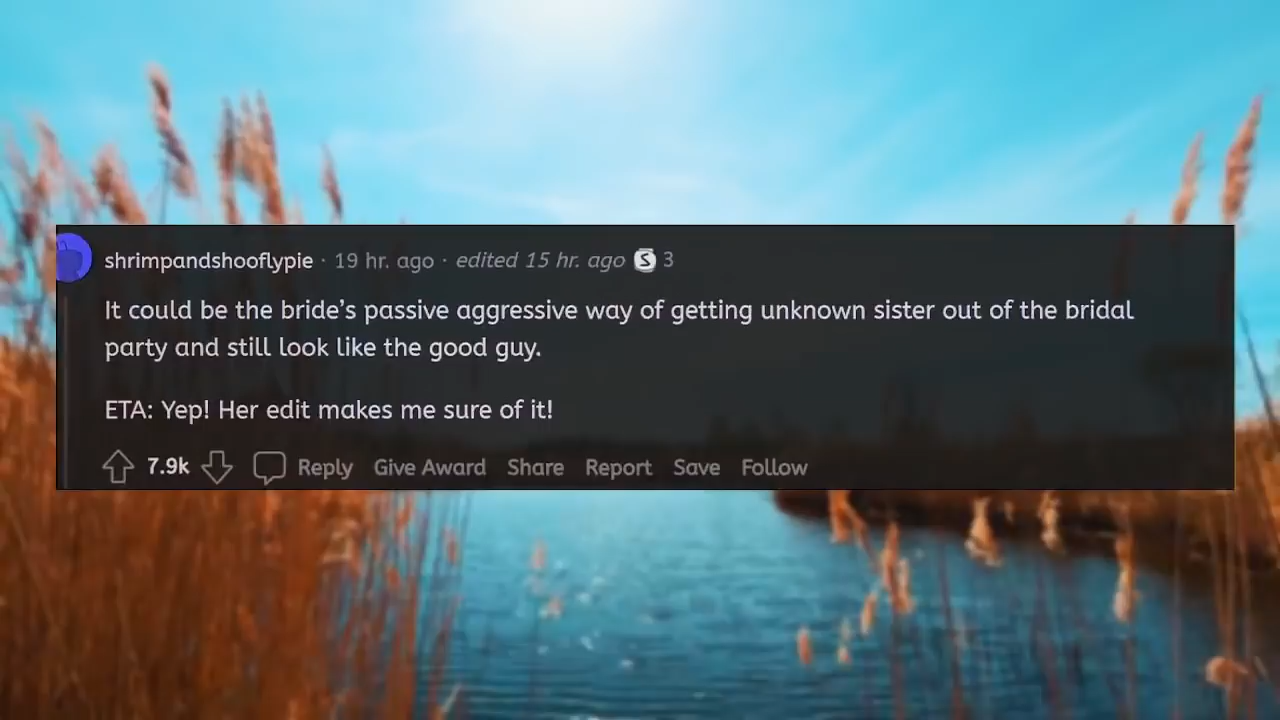 shrimpandshooflypie · 19 hr. ago · edited 15 hr. ago S 3
It could be the bride’s passive aggressive way of getting unknown sister out of the bridal
party and still look like the good guy.
ETA: Yep! Her edit makes me sure of it!
7.9k Reply Give Award Share Report Save Follow